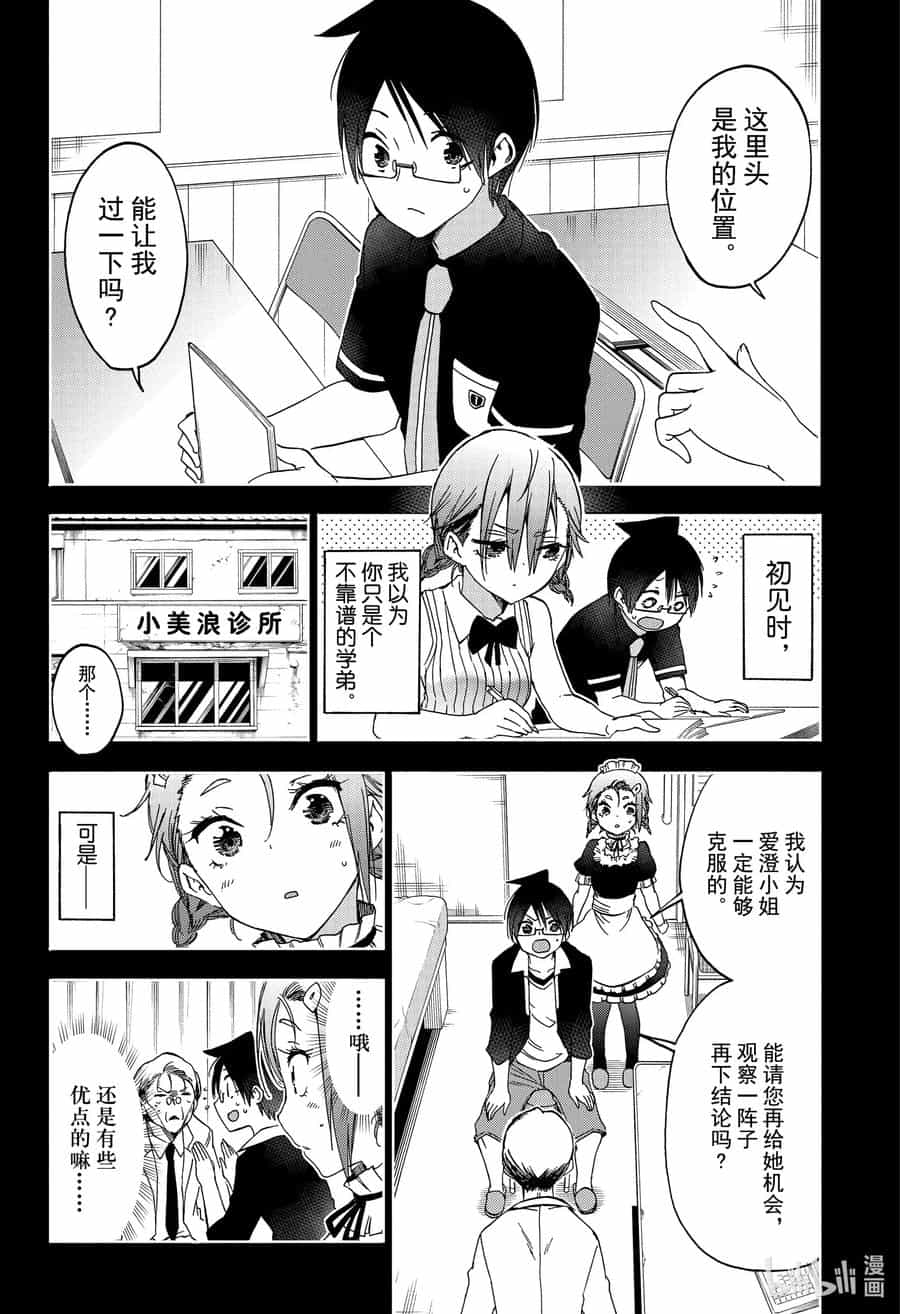 这里头
是我的位置。
能让我
过一下吗？
初见时，
我以为
你只是个
不靠谱的学弟。
小美浪诊所
那个……
我认为
爱澄小姐
一定能够
克服的。
能请您再给她机会，
观察一阵子
再下结论吗？
可是——
……哦——
还是有些
优点的嘛……
bilibili
漫画